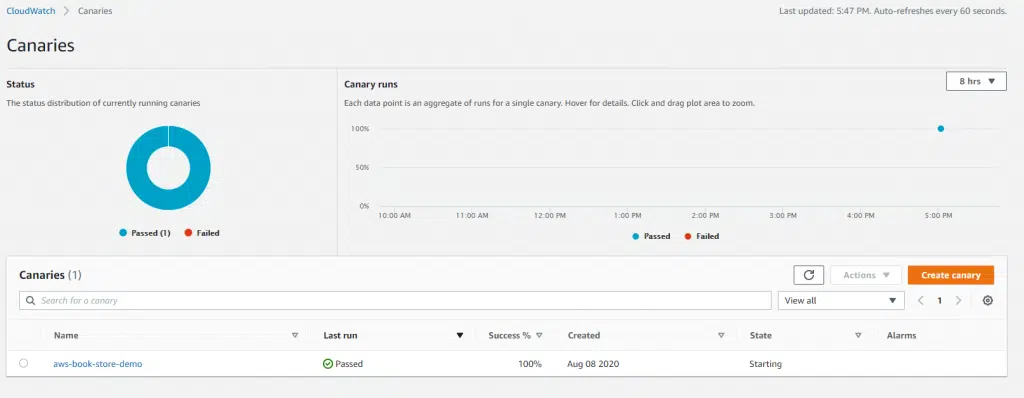 CloudWatch > Canaries
Last updated: 5:47 PM. Auto-refreshes every 60 seconds.
Canaries
Status
The status distribution of currently running canaries
Passed (1) Failed
Canary runs
8 hrs
Each data point is an aggregate of runs for a single canary. Hover for details. Click and drag plot area to zoom.
100%
50%
0%
10:00 AM 11:00 AM 12:00 PM 1:00 PM 2:00 PM 3:00 PM 4:00 PM 5:00 PM
Passed Failed
Canaries (1)
Actions
Create canary
Search for a canary
View all
1
Name Last run Success % Created State Alarms
aws-book-store-demo Passed 100% Aug 08 2020 Starting